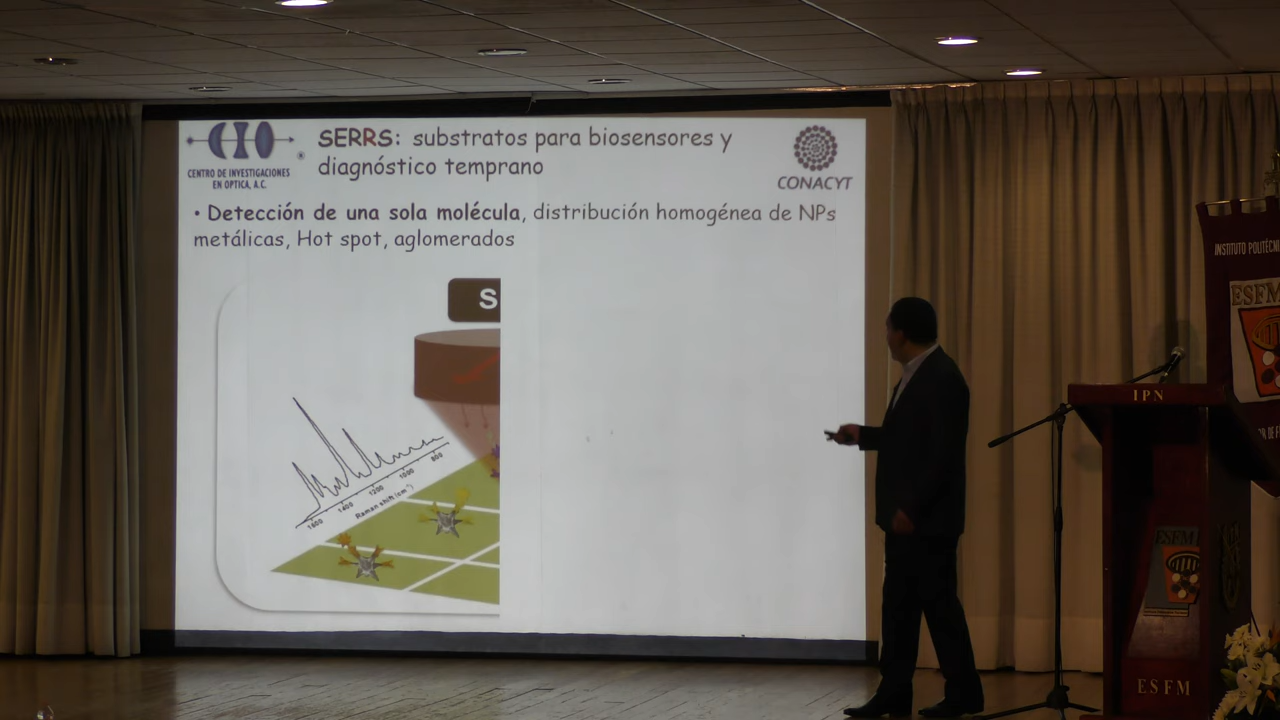 CIO
CENTRO DE INVESTIGACIONES
EN OPTICA, A.C.
®
SERRS: substratos para biosensores y
diagnóstico temprano
CONACYT
• Detección de una sola molécula, distribución homogénea de NPs
metálicas, Hot spot, aglomerados
S
1600 1400 1200 1000 800
Raman shift (cm⁻¹)
INSTITUTO POLITÉCNI
ESFM
IPN
ESFM
ESFM